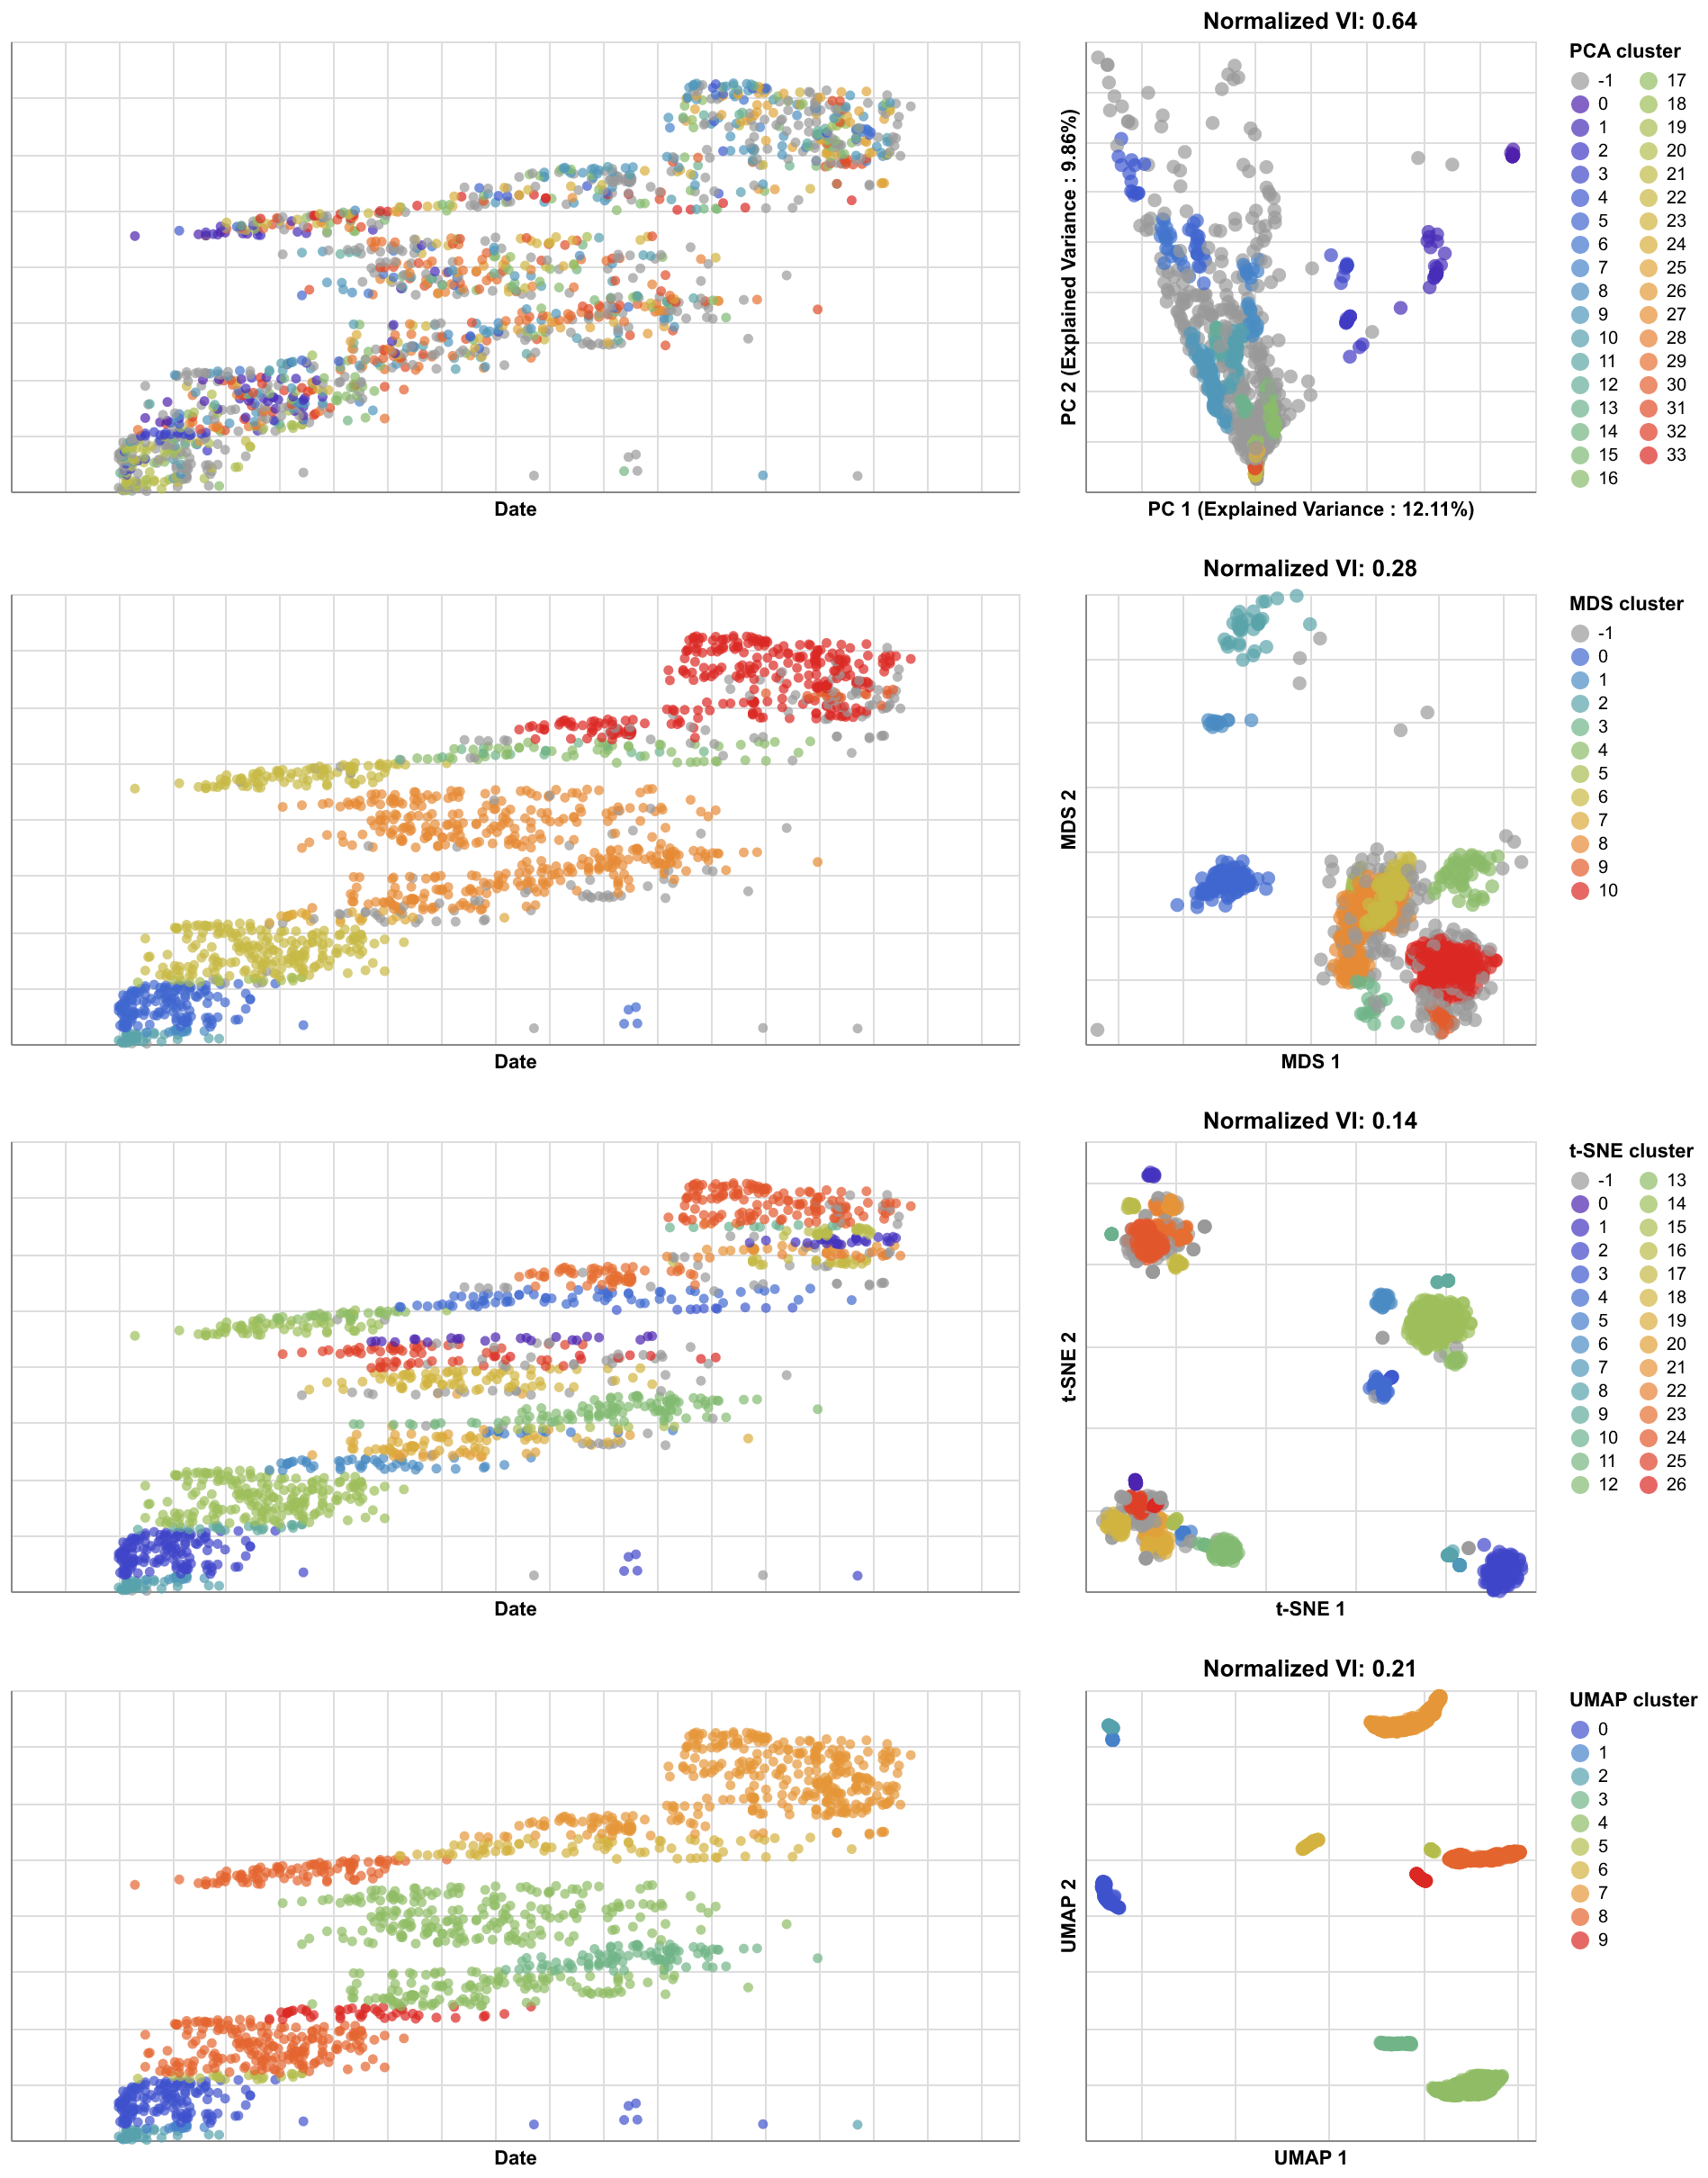 Normalized VI: 0.64
PC 2 (Explained Variance : 9.86%)
Date
PC 1 (Explained Variance : 12.11%)
PCA cluster
-1 17
0 18
1 19
2 20
3 21
4 22
5 23
6 24
7 25
8 26
9 27
10 28
11 29
12 30
13 31
14 32
15 33
16
Normalized VI: 0.28
MDS 2
Date
MDS 1
MDS cluster
-1
0
1
2
3
4
5
6
7
8
9
10
Normalized VI: 0.14
t-SNE 2
Date
t-SNE 1
t-SNE cluster
-1 13
0 14
1 15
2 16
3 17
4 18
5 19
6 20
7 21
8 22
9 23
10 24
11 25
12 26
Normalized VI: 0.21
UMAP 2
Date
UMAP 1
UMAP cluster
0
1
2
3
4
5
6
7
8
9